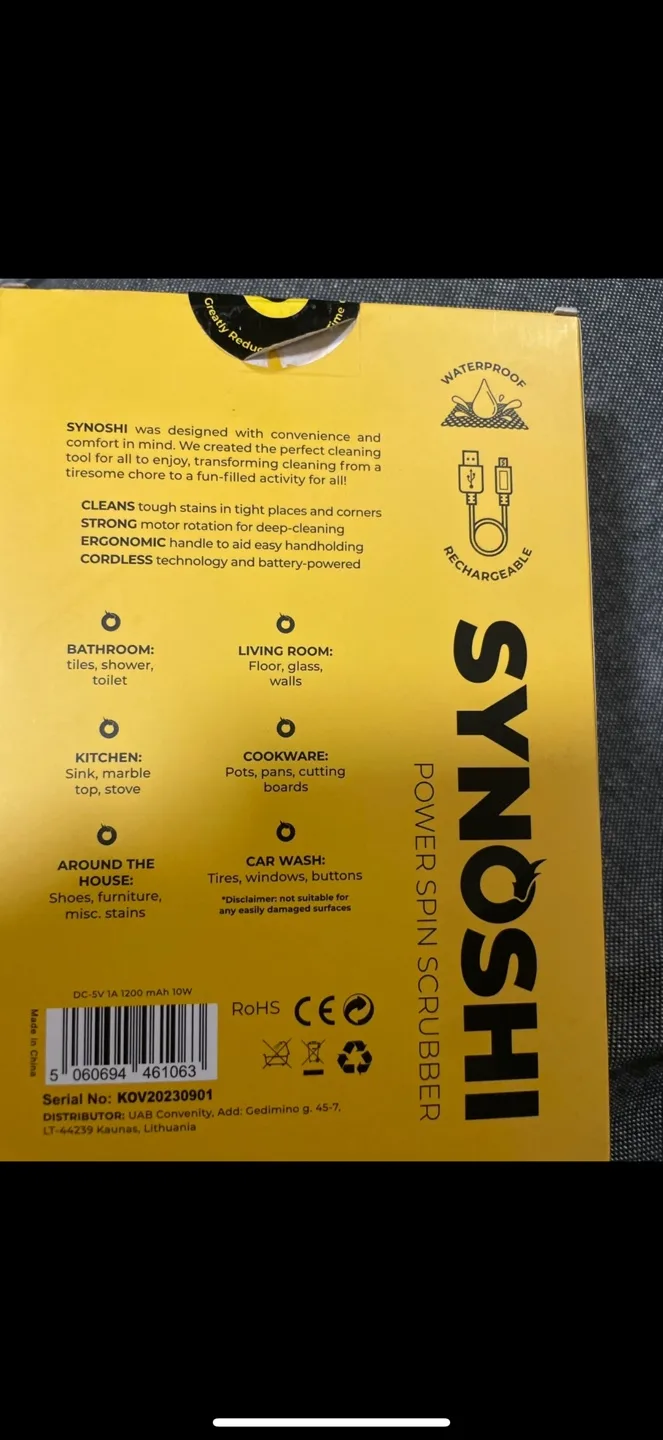 Greatly Reduc
ime
WATERPROOF
SYNOSHI was designed with convenience and
comfort in mind. We created the perfect cleaning
tool for all to enjoy, transforming cleaning from a
tiresome chore to a fun-filled activity for all!
CLEANS tough stains in tight places and corners
STRONG motor rotation for deep-cleaning
ERGONOMIC handle to aid easy handholding
CORDLESS technology and battery-powered
RECHARGEABLE
BATHROOM:
tiles, shower,
toilet
LIVING ROOM:
Floor, glass,
walls
KITCHEN:
Sink, marble
top, stove
COOKWARE:
Pots, pans, cutting
boards
AROUND THE
HOUSE:
Shoes, furniture,
misc. stains
CAR WASH:
Tires, windows, buttons
*Disclaimer: not suitable for
any easily damaged surfaces
SYNOSHI
POWER SPIN SCRUBBER
DC-5V 1A 1200 mAh 10W
Made in China
5 060694 461063
RoHS CE
Serial No: KOV20230901
DISTRIBUTOR: UAB Convenity, Add: Gedimino g. 45-7,
LT-44239 Kaunas, Lithuania